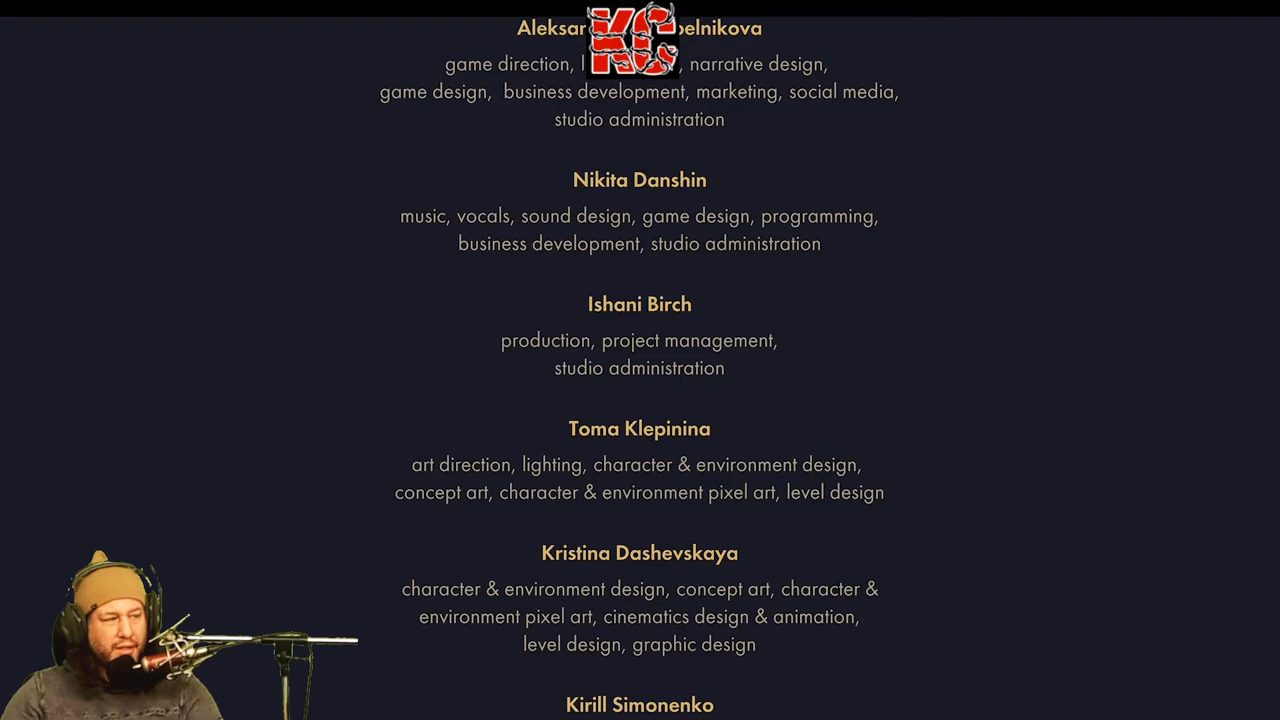 KC
Aleksan belnikova
game direction, l , narrative design,
game design, business development, marketing, social media,
studio administration
Nikita Danshin
music, vocals, sound design, game design, programming,
business development, studio administration
Ishani Birch
production, project management,
studio administration
Toma Klepinina
art direction, lighting, character & environment design,
concept art, character & environment pixel art, level design
Kristina Dashevskaya
character & environment design, concept art, character &
environment pixel art, cinematics design & animation,
level design, graphic design
Kirill Simonenko